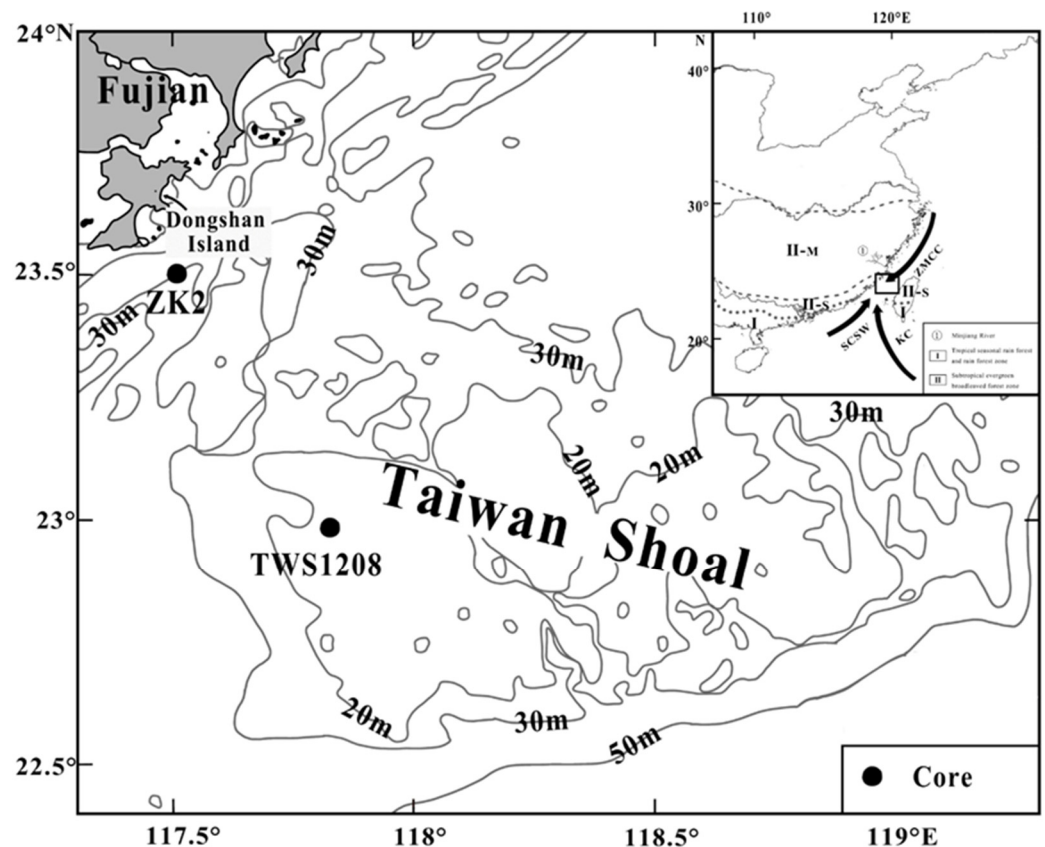 24°N
Fujian
Dongshan
Island
23.5°
ZK2
30m
30m
30m
20m
20m
30m
Taiwan Shoal
23°
TWS1208
20m
30m
50m
22.5°
117.5°
118°
118.5°
119°E
Core
110°
120°E
N
40°
30°
20°
II-M
①
ZMCC
II-S
II-S
I
I
SCSW
KC
① Minjiang River
I Tropical seasonal rain forest
and rain forest zone
II Subtropical evergreen
broadleaved forest zone